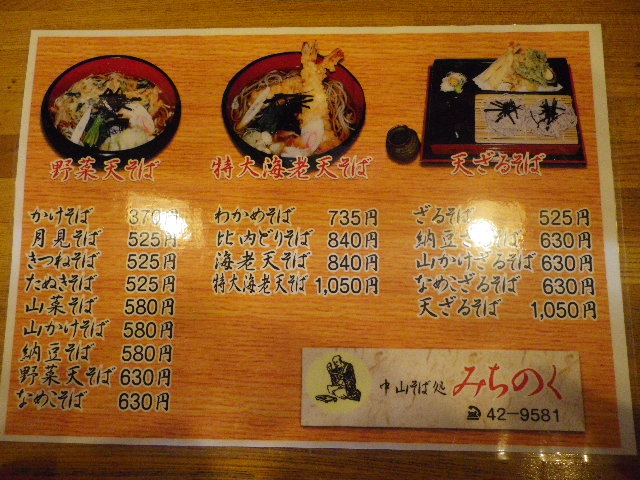 野菜天そば
特大海老天そば
天ざるそば
かけそば 370円
月見そば 525円
きつねそば 525円
たぬきそば 525円
山菜そば 580円
山かけそば 580円
納豆そば 580円
野菜天そば 630円
なめこそば 630円
わかめそば 735円
比内どりそば 840円
海老天そば 840円
特大海老天そば 1,050円
ざるそば 525円
納豆ざるそば 630円
山かけざるそば 630円
なめこざるそば 630円
天ざるそば 1,050円
中山そば処 みちのく
☎ 42-9581